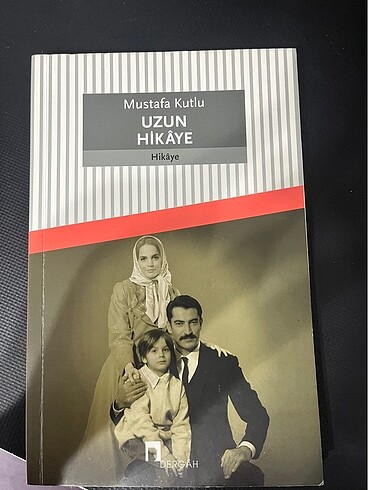 Mustafa Kutlu
UZUN
HİKÂYE
Hikâye
DERGÂH